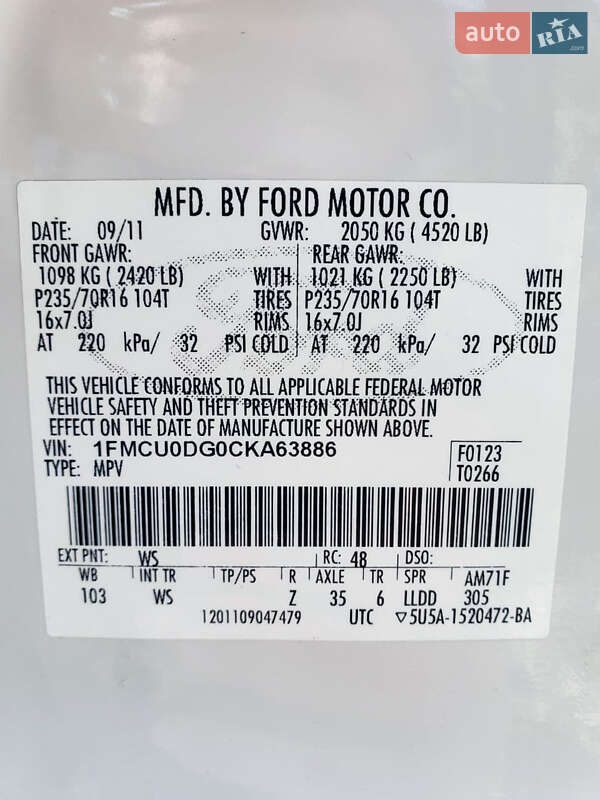 auto RIA .com
MFD. BY FORD MOTOR CO.
DATE: 09/11 GVWR: 2050 KG ( 4520 LB)
FRONT GAWR: REAR GAWR:
1098 KG ( 2420 LB) WITH 1021 KG ( 2250 LB) WITH
P235/70R16 104T TIRES P235/70R16 104T TIRES
16x7.0J RIMS 16x7.0J RIMS
AT 220 kPa/ 32 PSI COLD AT 220 kPa/ 32 PSI COLD
THIS VEHICLE CONFORMS TO ALL APPLICABLE FEDERAL MOTOR
VEHICLE SAFETY AND THEFT PREVENTION STANDARDS IN
EFFECT ON THE DATE OF MANUFACTURE SHOWN ABOVE.
VIN: 1FMCU0DG0CKA63886 F0123
TYPE: MPV T0266
EXT PNT: WS RC: 48 DSO:
WB INT TR TP/PS R AXLE TR SPR AM71F
103 WS Z 35 6 LLDD 305
1201109047479 UTC ▽5U5A-1520472-BA